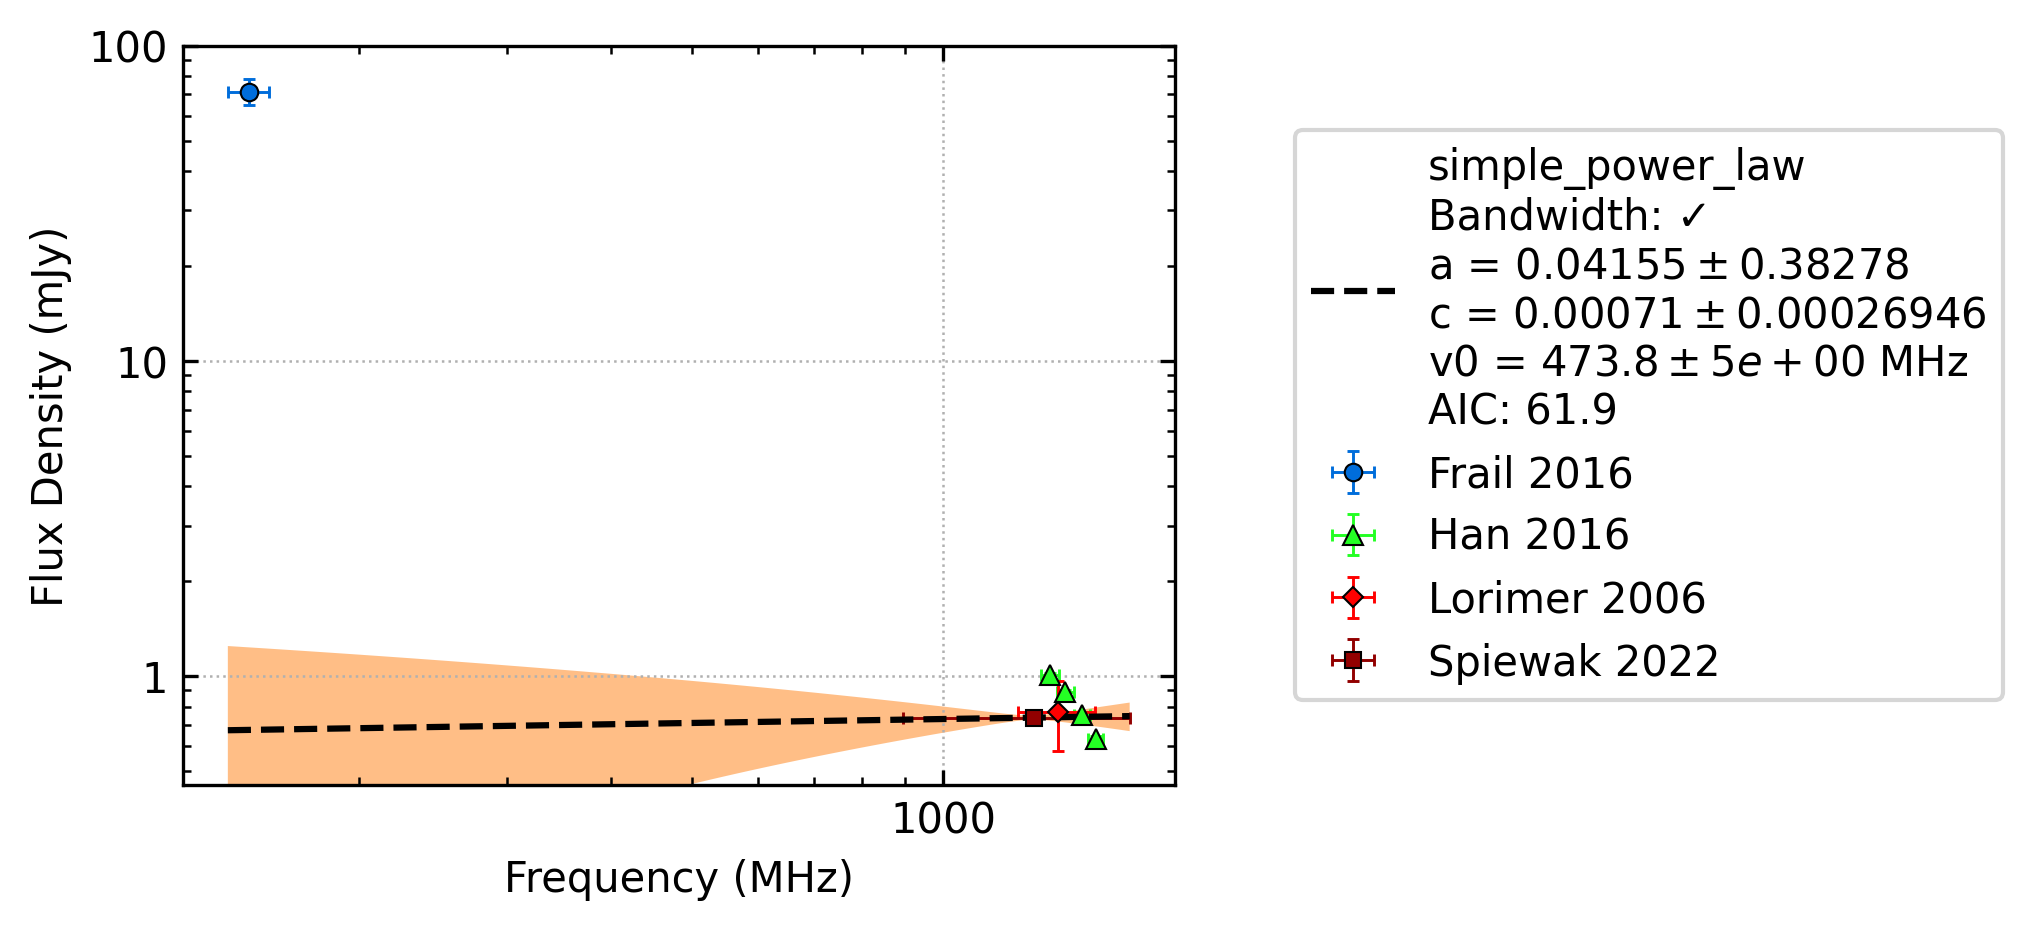 100
10
1
Flux Density (mJy)
1000
Frequency (MHz)
simple_power_law
Bandwidth: ✓
a = 0.04155 ± 0.38278
c = 0.00071 ± 0.00026946
v0 = 473.8 ± 5e + 00 MHz
AIC: 61.9
Frail 2016
Han 2016
Lorimer 2006
Spiewak 2022